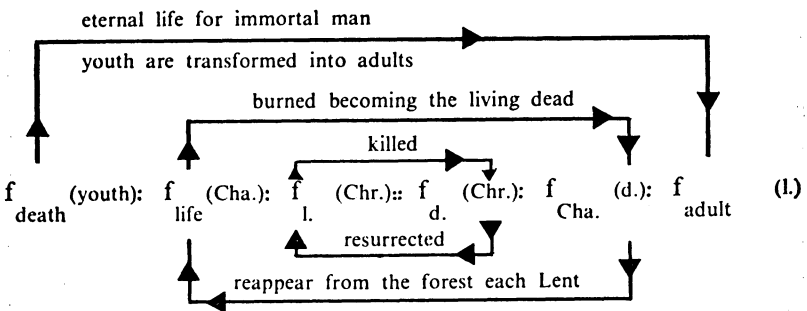 eternal life for immortal man
youth are transformed into adults
burned becoming the living dead
killed
f death (youth): f life (Cha.): f l. (Chr.):: f d. (Chr.): f Cha. (d.): f adult (l.)
resurrected
reappear from the forest each Lent